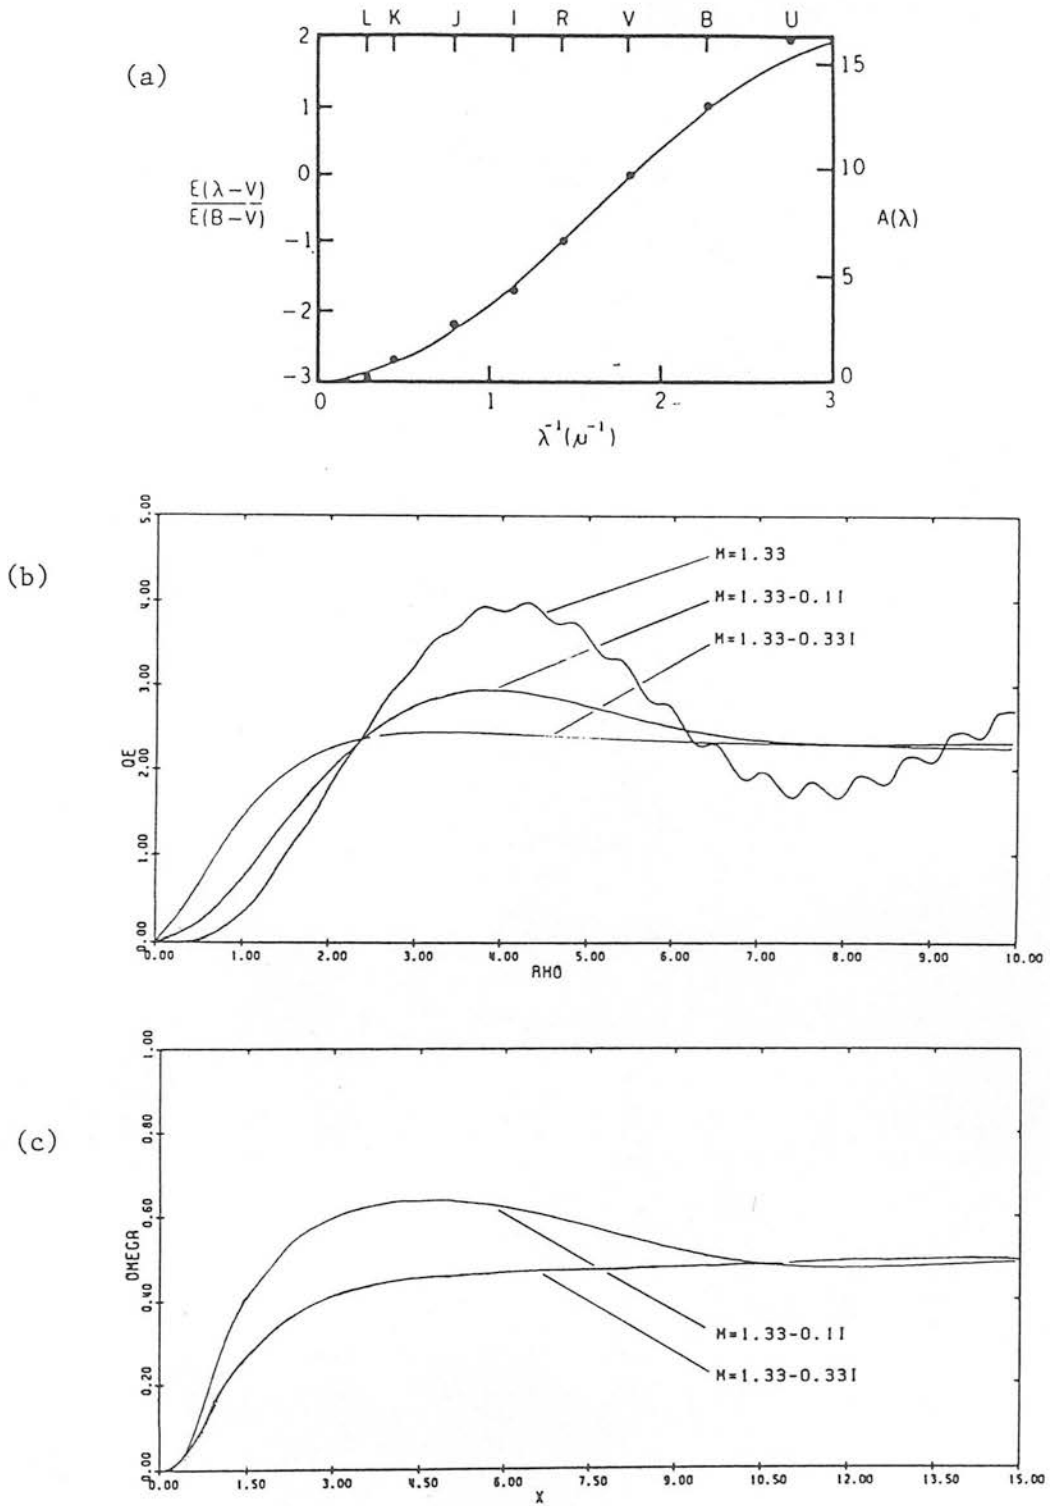 L K J I R V B U
(a)
2
1
0
-1
-2
-3
E(λ-V)
E(B-V)
15
10
5
0
A(λ)
0 1 2 3
λ⁻¹(μ⁻¹)
(b)
5.00
4.00
3.00
2.00
1.00
0.00
QE
M=1.33
M=1.33-0.1I
M=1.33-0.33I
0.00 1.00 2.00 3.00 4.00 5.00 6.00 7.00 8.00 9.00 10.00
RHO
(c)
1.00
0.80
0.60
0.40
0.20
0.00
OMEGA
M=1.33-0.1I
M=1.33-0.33I
0.00 1.50 3.00 4.50 6.00 7.50 9.00 10.50 12.00 13.50 15.00
X